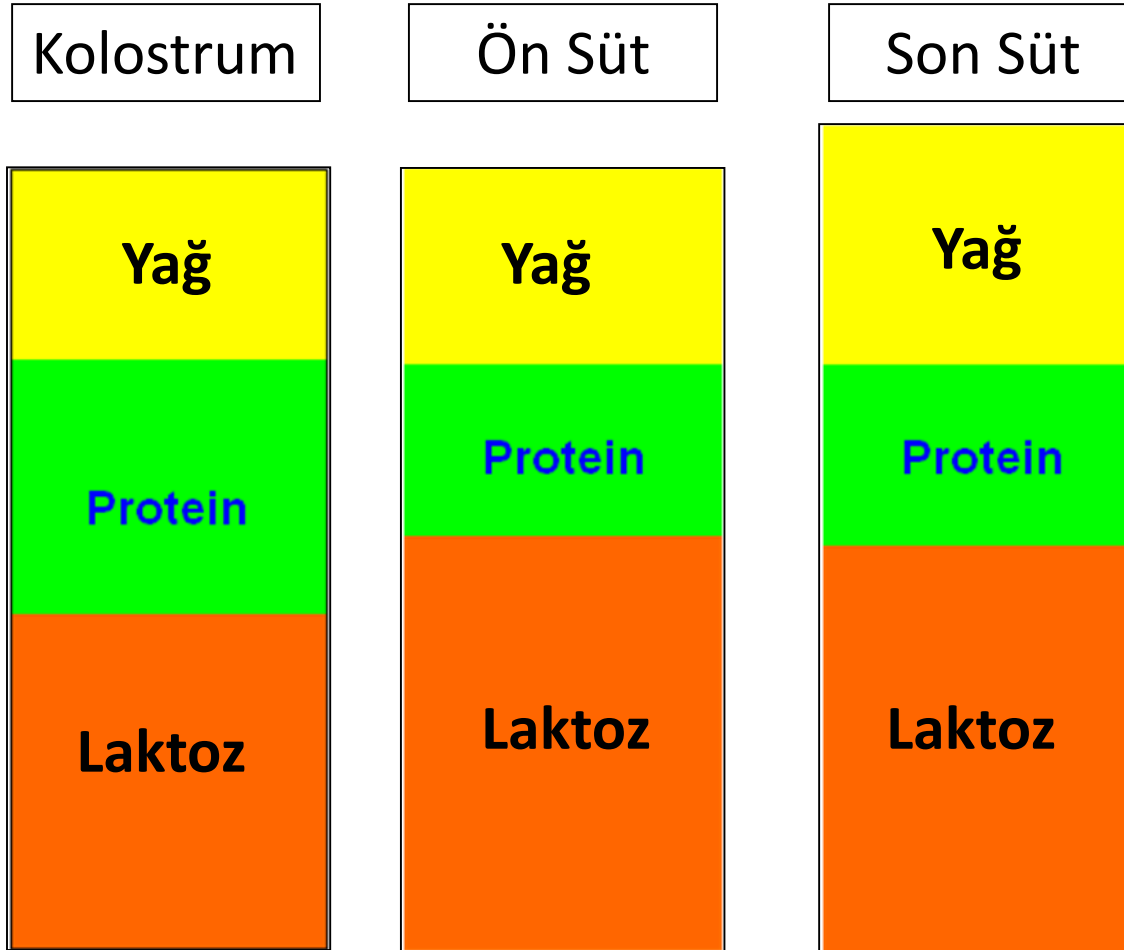 Kolostrum
Ön Süt
Son Süt
Yağ
Yağ
Yağ
Protein
Protein
Protein
Laktoz
Laktoz
Laktoz